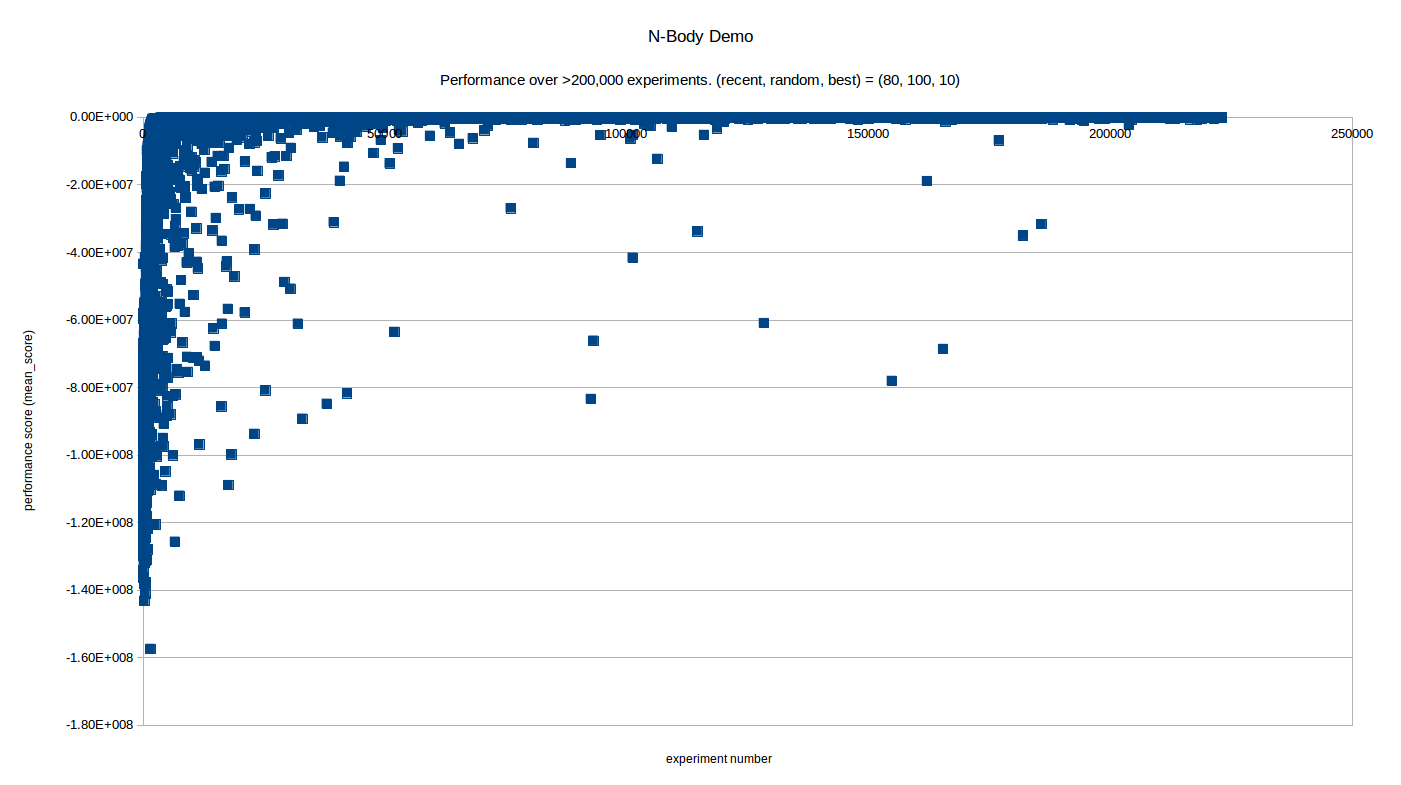 N-Body Demo
Performance over >200,000 experiments. (recent, random, best) = (80, 100, 10)
0.00E+000
0 50000 100000 150000 200000 250000
-2.00E+007
-4.00E+007
-6.00E+007
-8.00E+007
-1.00E+008
-1.20E+008
-1.40E+008
-1.60E+008
-1.80E+008
performance score (mean_score)
experiment number